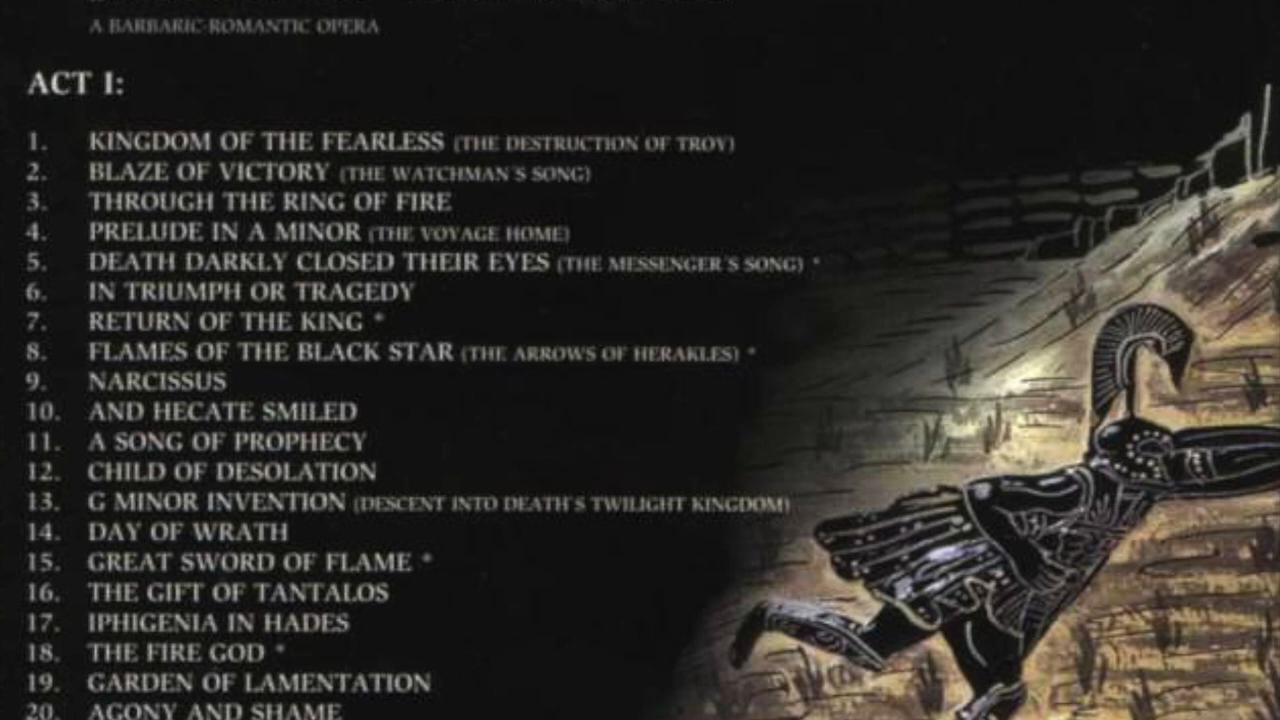 A BARBARIC-ROMANTIC OPERA
ACT I:
1. KINGDOM OF THE FEARLESS (THE DESTRUCTION OF TROY)
2. BLAZE OF VICTORY (THE WATCHMAN'S SONG)
3. THROUGH THE RING OF FIRE
4. PRELUDE IN A MINOR (THE VOYAGE HOME)
5. DEATH DARKLY CLOSED THEIR EYES (THE MESSENGER'S SONG) *
6. IN TRIUMPH OR TRAGEDY
7. RETURN OF THE KING *
8. FLAMES OF THE BLACK STAR (THE ARROWS OF HERAKLES) *
9. NARCISSUS
10. AND HECATE SMILED
11. A SONG OF PROPHECY
12. CHILD OF DESOLATION
13. G MINOR INVENTION (DESCENT INTO DEATH'S TWILIGHT KINGDOM)
14. DAY OF WRATH
15. GREAT SWORD OF FLAME *
16. THE GIFT OF TANTALOS
17. IPHIGENIA IN HADES
18. THE FIRE GOD *
19. GARDEN OF LAMENTATION
20. AGONY AND SHAME